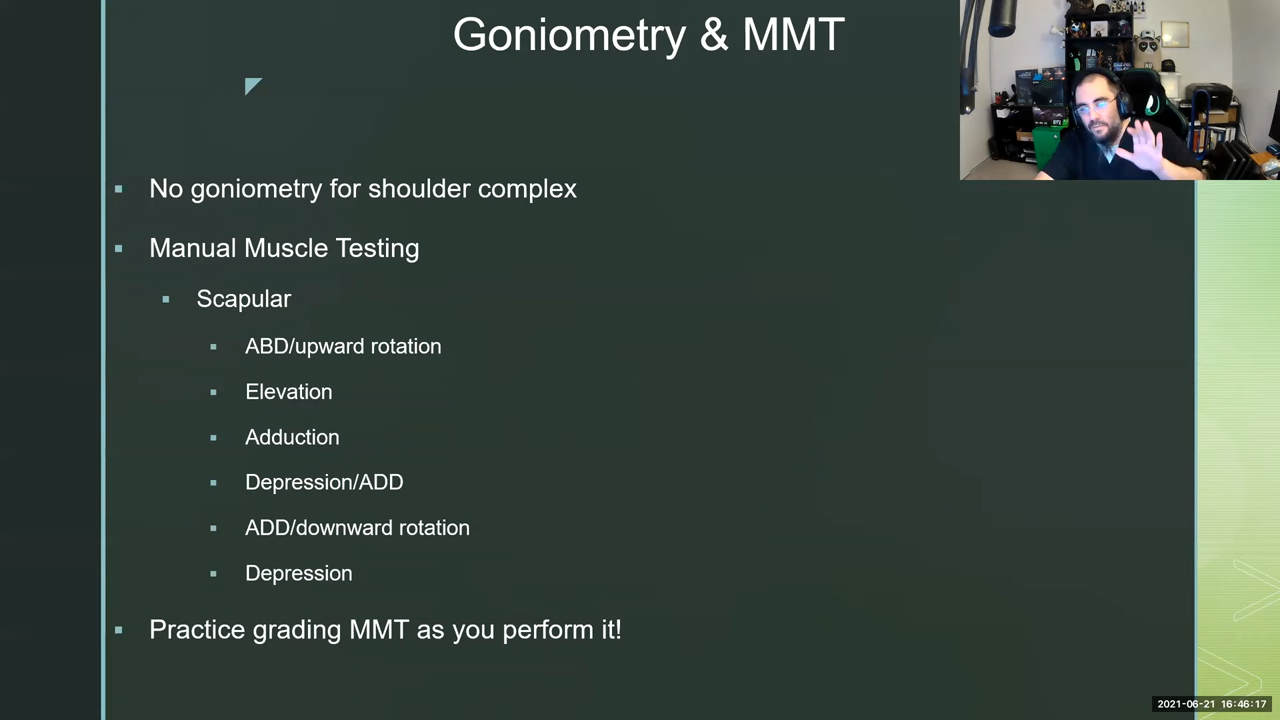 Goniometry & MMT
No goniometry for shoulder complex
Manual Muscle Testing
Scapular
ABD/upward rotation
Elevation
Adduction
Depression/ADD
ADD/downward rotation
Depression
Practice grading MMT as you perform it!
2021-06-21 16:46:17